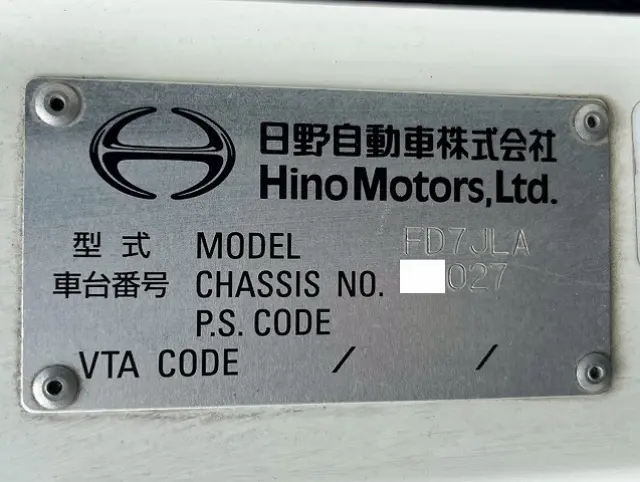 日野自動車株式会社
Hino Motors, Ltd.
型式 MODEL FD7JLA
車台番号 CHASSIS NO. 027
P.S. CODE
VTA CODE / /